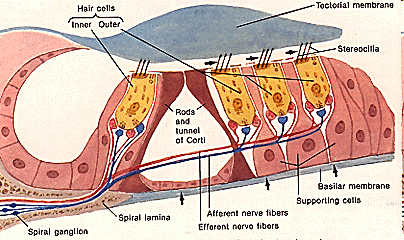 Hair cells
Inner Outer
Tectorial membrane
Stereocilia
Rods
and
tunnel
of Corti
Basilar membrane
Supporting cells
Spiral lamina
Afferent nerve fibers
Efferent nerve fibers
Spiral ganglion